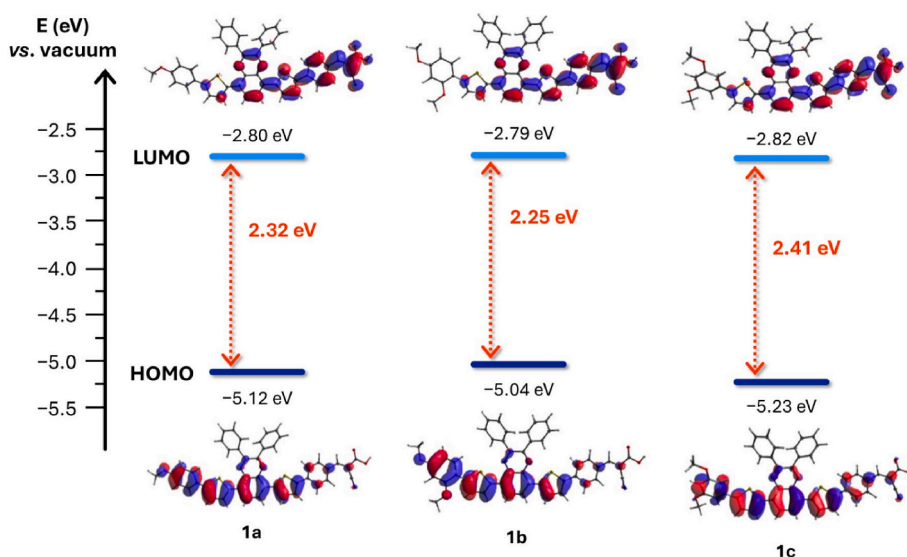 E (eV)
vs. vacuum
−2.5
−3.0
−3.5
−4.0
−4.5
−5.0
−5.5
LUMO
HOMO
−2.80 eV
2.32 eV
−5.12 eV
1a
−2.79 eV
2.25 eV
−5.04 eV
1b
−2.82 eV
2.41 eV
−5.23 eV
1c